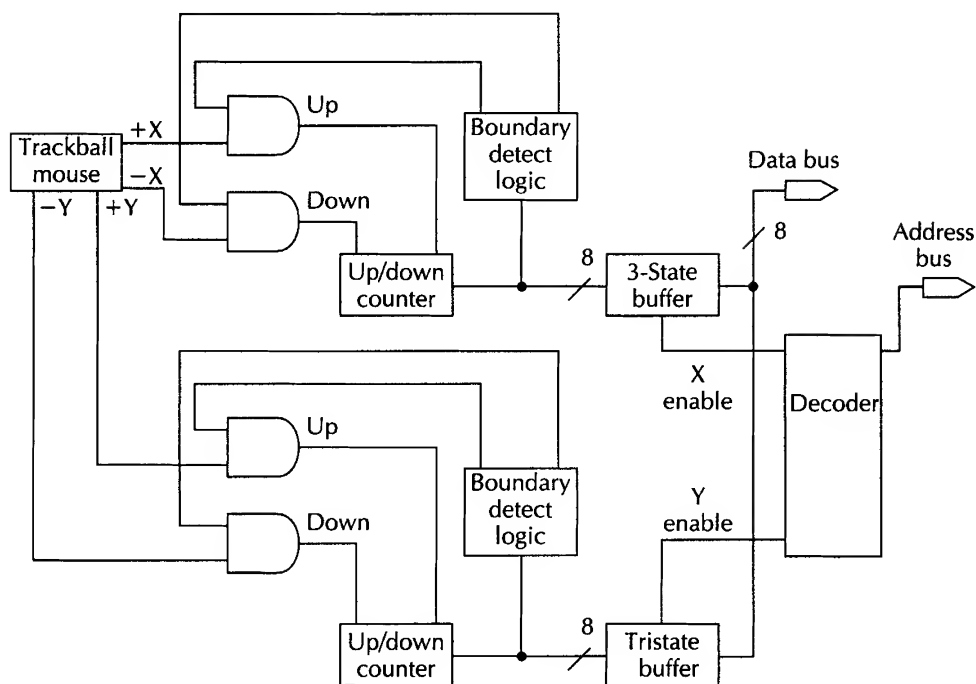 Up
+X
Trackball
mouse
Boundary
detect
logic
Data bus
−X
−Y
+Y
Down
8
Address
bus
8
Up/down
counter
3-State
buffer
X
enable
Decoder
Up
Boundary
detect
logic
Y
enable
Down
8
Up/down
counter
Tristate
buffer